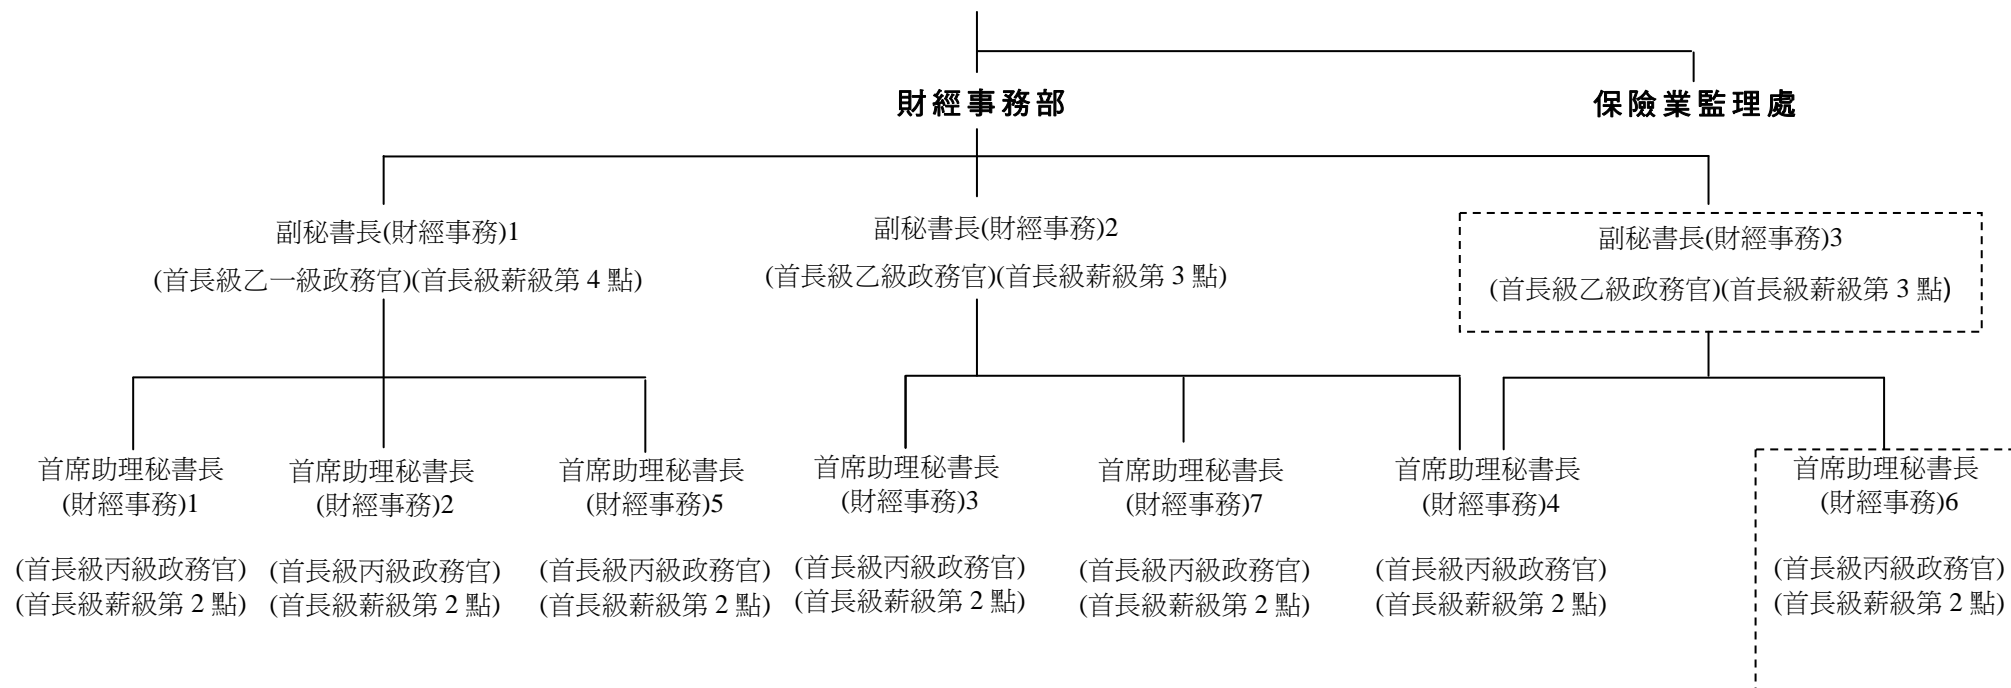 財經事務部
保險業監理處
副秘書長(財經事務)1
(首長級乙一級政務官)(首長級薪級第 4 點)
副秘書長(財經事務)2
(首長級乙級政務官)(首長級薪級第 3 點)
副秘書長(財經事務)3
(首長級乙級政務官)(首長級薪級第 3 點)
首席助理秘書長
(財經事務)1
(首長級丙級政務官)
(首長級薪級第 2 點)
首席助理秘書長
(財經事務)2
(首長級丙級政務官)
(首長級薪級第 2 點)
首席助理秘書長
(財經事務)5
(首長級丙級政務官)
(首長級薪級第 2 點)
首席助理秘書長
(財經事務)3
(首長級丙級政務官)
(首長級薪級第 2 點)
首席助理秘書長
(財經事務)7
(首長級丙級政務官)
(首長級薪級第 2 點)
首席助理秘書長
(財經事務)4
(首長級丙級政務官)
(首長級薪級第 2 點)
首席助理秘書長
(財經事務)6
(首長級丙級政務官)
(首長級薪級第 2 點)